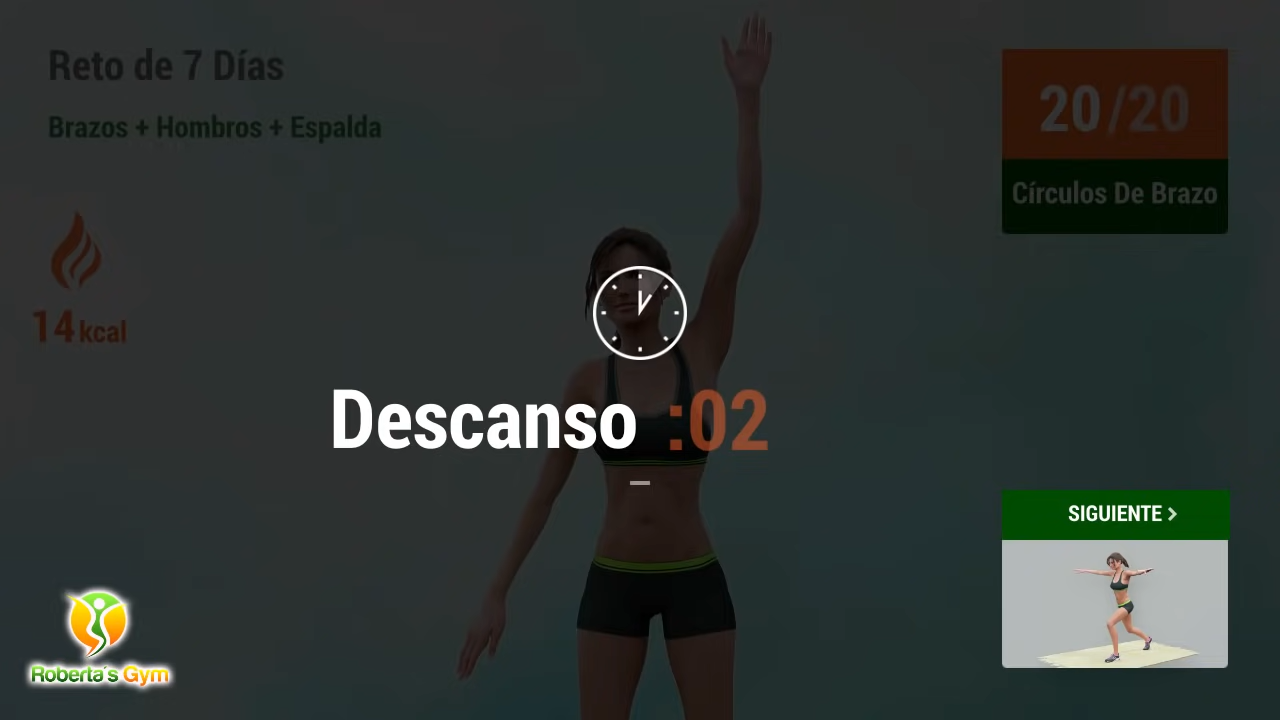 Reto de 7 Días
Brazos + Hombros + Espalda
20/20
Círculos De Brazo
14 kcal
Descanso :02
SIGUIENTE >
Roberta's Gym